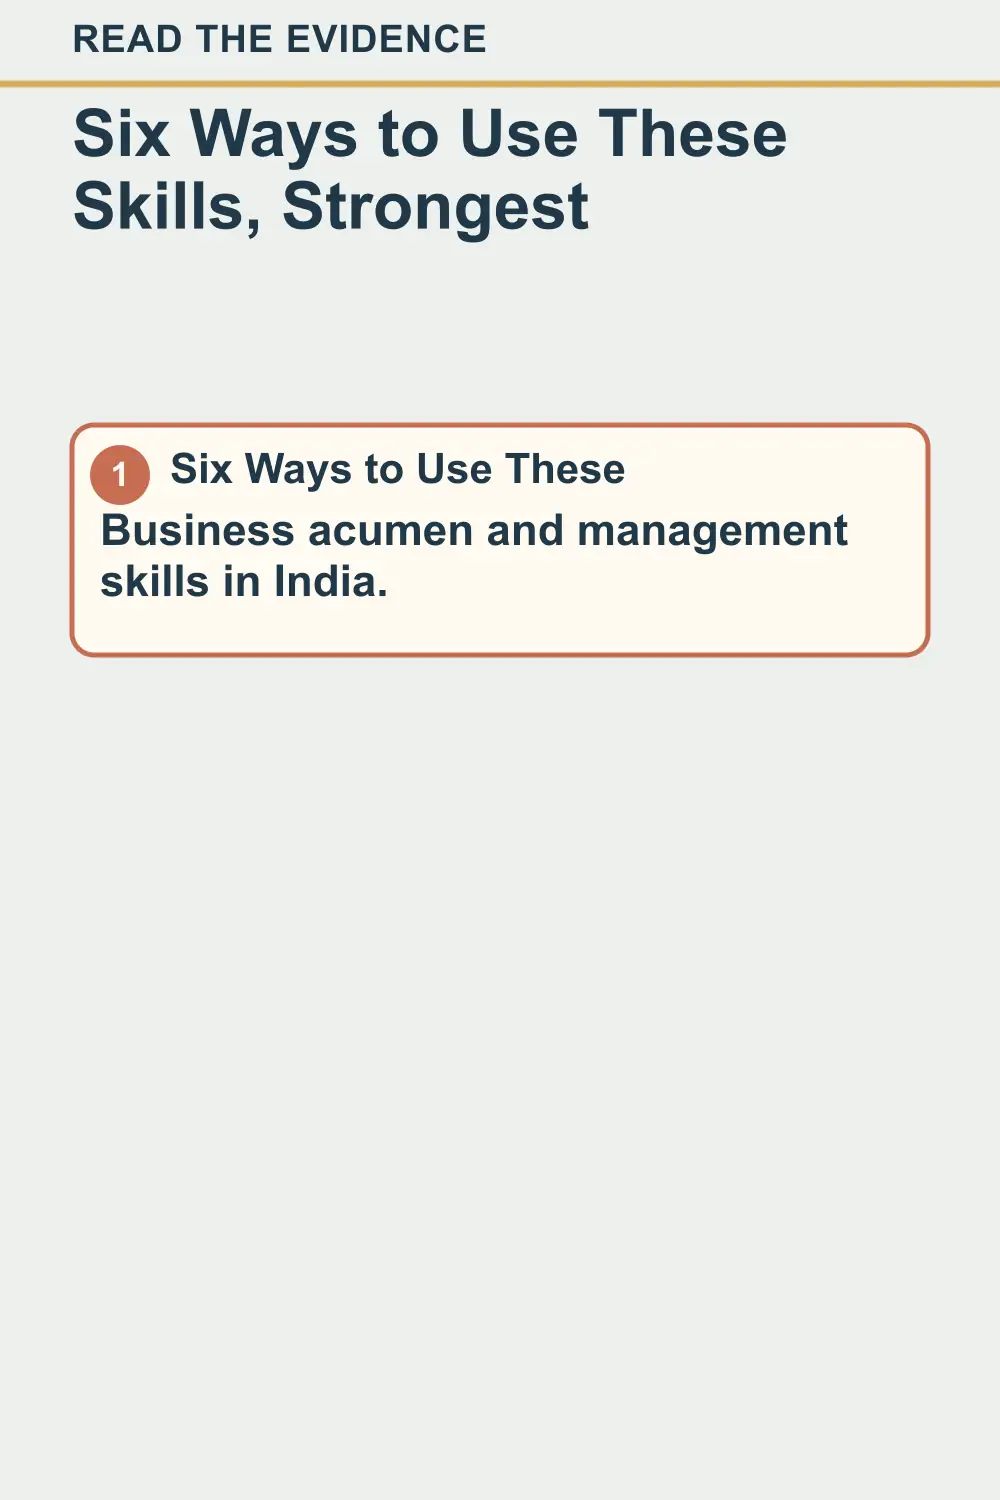 READ THE EVIDENCE
Six Ways to Use These
Skills, Strongest
1 Six Ways to Use These
Business acumen and management
skills in India.